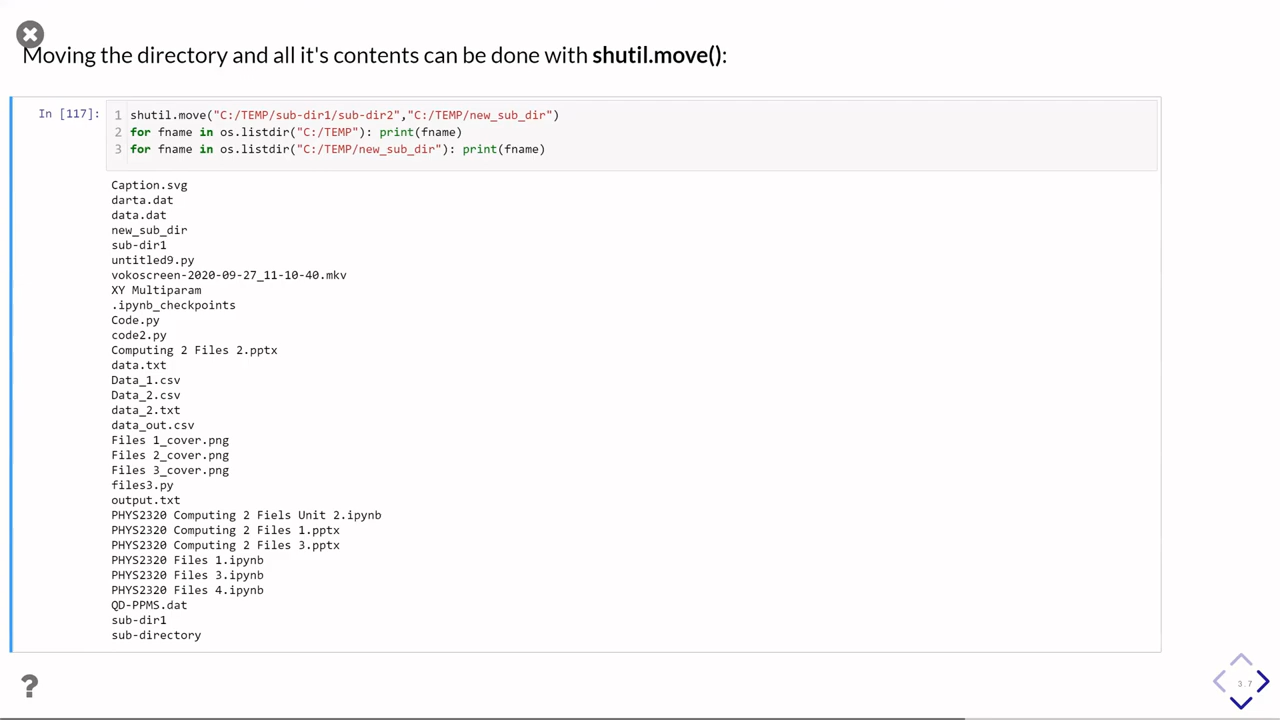 Moving the directory and all it's contents can be done with shutil.move():
In [117]:
1 shutil.move("C:/TEMP/sub-dir1/sub-dir2","C:/TEMP/new_sub_dir")
2 for fname in os.listdir("C:/TEMP"): print(fname)
3 for fname in os.listdir("C:/TEMP/new_sub_dir"): print(fname)
Caption.svg
darta.dat
data.dat
new_sub_dir
sub-dir1
untitled9.py
vokoscreen-2020-09-27_11-10-40.mkv
XY Multiparam
.ipynb_checkpoints
Code.py
code2.py
Computing 2 Files 2.pptx
data.txt
Data_1.csv
Data_2.csv
data_2.txt
data_out.csv
Files 1_cover.png
Files 2_cover.png
Files 3_cover.png
files3.py
output.txt
PHYS2320 Computing 2 Fiels Unit 2.ipynb
PHYS2320 Computing 2 Files 1.pptx
PHYS2320 Computing 2 Files 3.pptx
PHYS2320 Files 1.ipynb
PHYS2320 Files 3.ipynb
PHYS2320 Files 4.ipynb
QD-PPMS.dat
sub-dir1
sub-directory
?
3.7